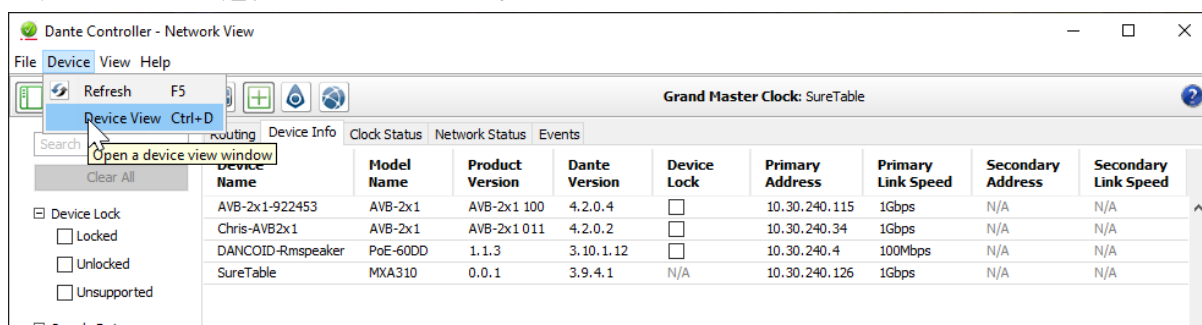 Dante Controller - Network View
File Device View Help
Refresh F5
Device View Ctrl+D
Open a device view window
Grand Master Clock: SureTable
Routing Device Info Clock Status Network Status Events
Search
Clear All
Device Lock
Locked
Unlocked
Unsupported
Device Name Model Name Product Version Dante Version Device Lock Primary Address Primary Link Speed Secondary Address Secondary Link Speed
AVB-2x1-922453 AVB-2x1 AVB-2x1 100 4.2.0.4 10.30.240.115 1Gbps N/A N/A
Chris-AVB2x1 AVB-2x1 AVB-2x1 011 4.2.0.2 10.30.240.34 1Gbps N/A N/A
DANCOID-Rmspeaker PoE-60DD 1.1.3 3.10.1.12 10.30.240.4 100Mbps N/A N/A
SureTable MXA310 0.0.1 3.9.4.1 N/A 10.30.240.126 1Gbps N/A N/A